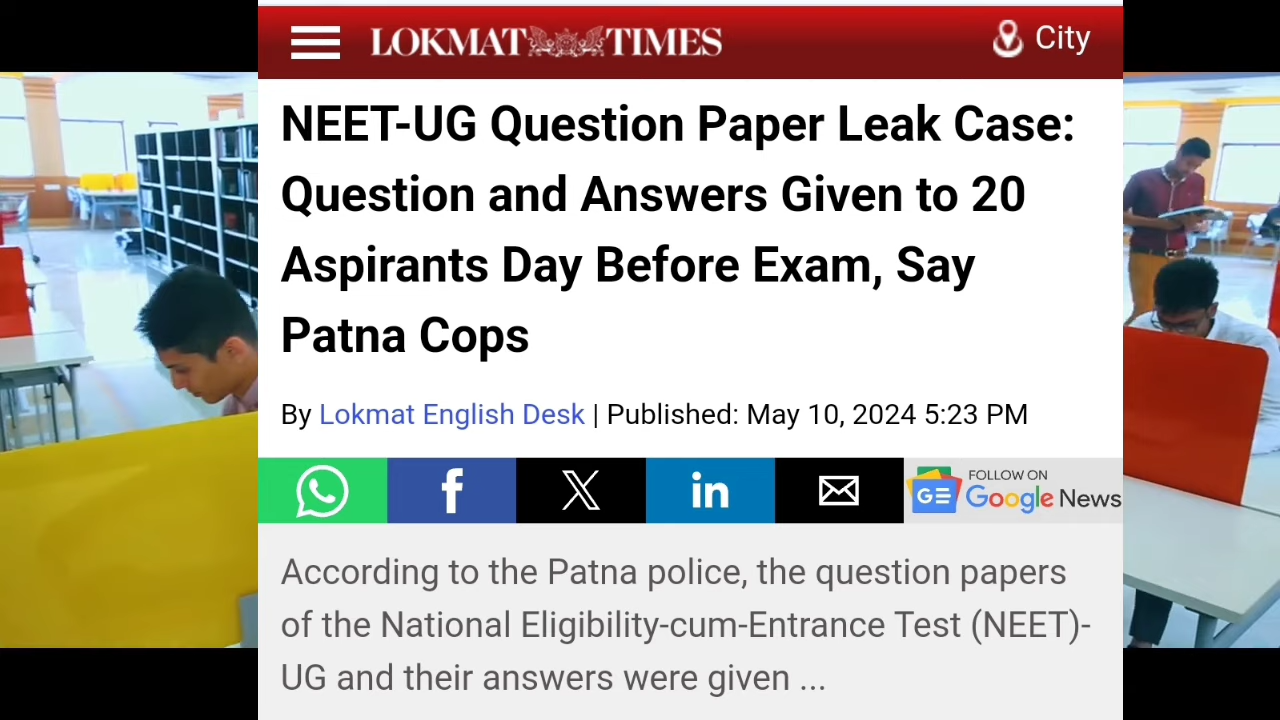 LOKMAT TIMES
City
NEET-UG Question Paper Leak Case:
Question and Answers Given to 20
Aspirants Day Before Exam, Say
Patna Cops
By Lokmat English Desk | Published: May 10, 2024 5:23 PM
f
X
in
GE
FOLLOW ON
Google News
According to the Patna police, the question papers
of the National Eligibility-cum-Entrance Test (NEET)-
UG and their answers were given ...